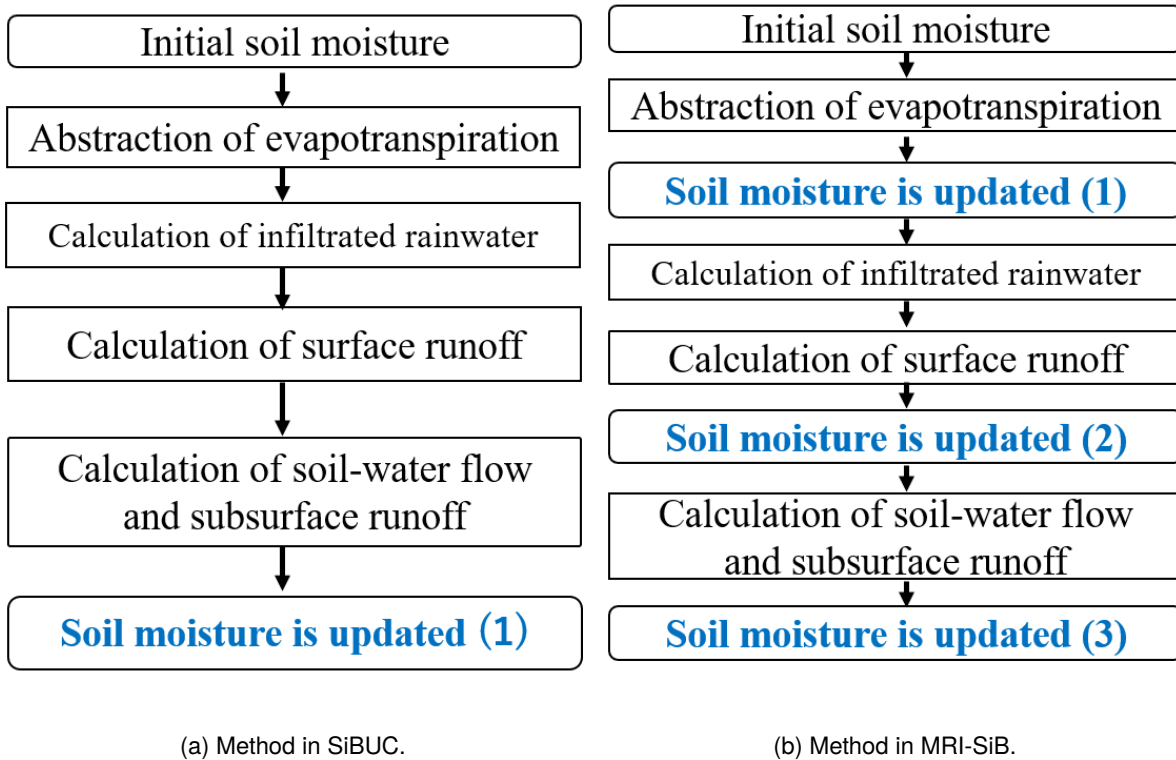 Initial soil moisture
Abstraction of evapotranspiration
Calculation of infiltrated rainwater
Calculation of surface runoff
Calculation of soil-water flow
and subsurface runoff
Soil moisture is updated (1)
(a) Method in SiBUC.
Initial soil moisture
Abstraction of evapotranspiration
Soil moisture is updated (1)
Calculation of infiltrated rainwater
Calculation of surface runoff
Soil moisture is updated (2)
Calculation of soil-water flow
and subsurface runoff
Soil moisture is updated (3)
(b) Method in MRI-SiB.